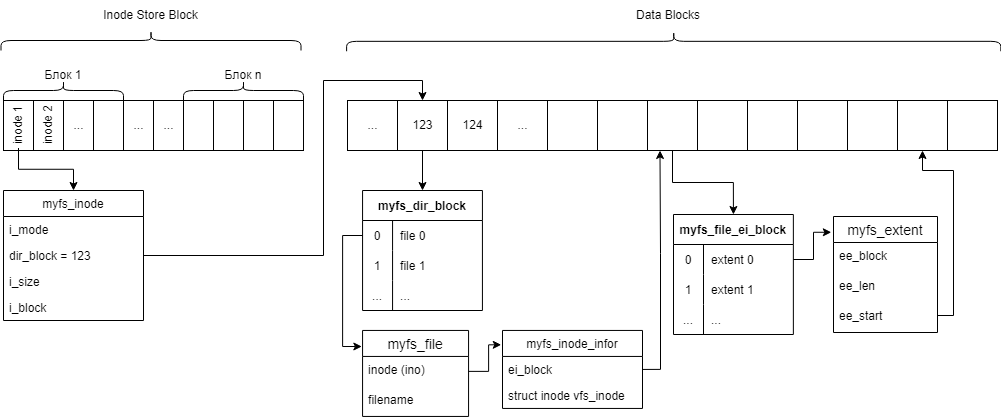 Inode Store Block
Data Blocks
Блок 1
Блок n
inode 1
inode 2
...
...
...
...
123
124
...
myfs_inode
i_mode
dir_block = 123
i_size
i_block
myfs_dir_block
0 file 0
1 file 1
... ...
myfs_file_ei_block
0 extent 0
1 extent 1
... ...
myfs_extent
ee_block
ee_len
ee_start
myfs_file
inode (ino)
filename
myfs_inode_infor
ei_block
struct inode vfs_inode